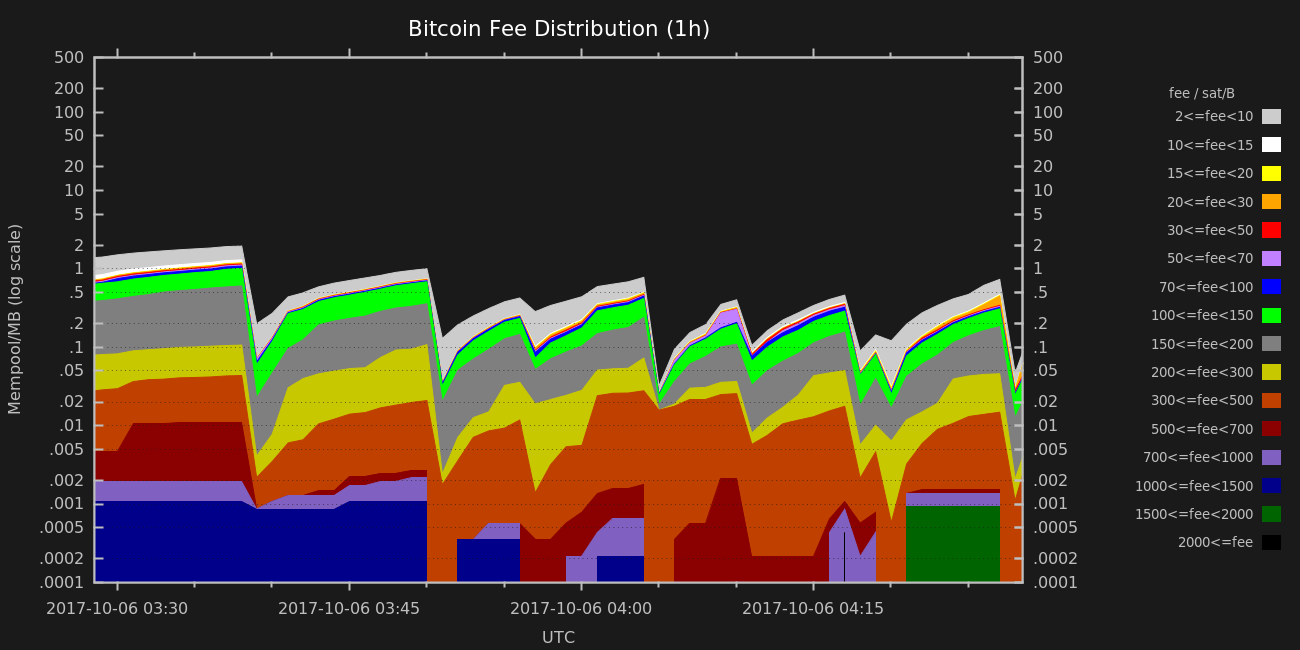 Bitcoin Fee Distribution (1h)
Mempool/MB (log scale)
500
200
100
50
20
10
5
2
1
.5
.2
.1
.05
.02
.01
.005
.002
.001
.0005
.0002
.0001
500
200
100
50
20
10
5
2
1
.5
.2
.1
.05
.02
.01
.005
.002
.001
.0005
.0002
.0001
2017-10-06 03:30
2017-10-06 03:45
2017-10-06 04:00
2017-10-06 04:15
UTC
fee / sat/B
2<=fee<10
10<=fee<15
15<=fee<20
20<=fee<30
30<=fee<50
50<=fee<70
70<=fee<100
100<=fee<150
150<=fee<200
200<=fee<300
300<=fee<500
500<=fee<700
700<=fee<1000
1000<=fee<1500
1500<=fee<2000
2000<=fee